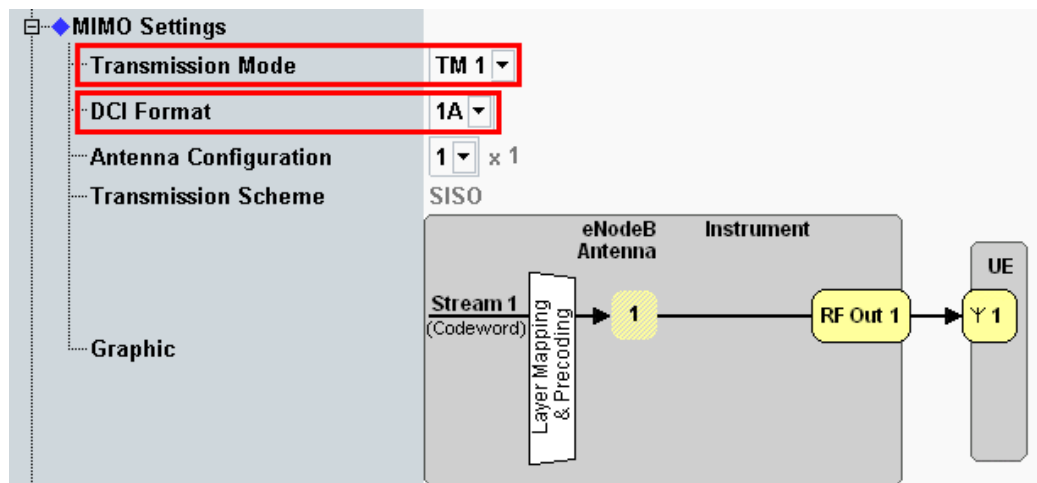 MIMO Settings
Transmission Mode TM 1
DCI Format 1A
Antenna Configuration 1 x 1
Transmission Scheme SISO
Graphic
eNodeB Instrument
Antenna
UE
Stream 1
(Codeword)
Layer Mapping
& Precoding
1
RF Out 1
1